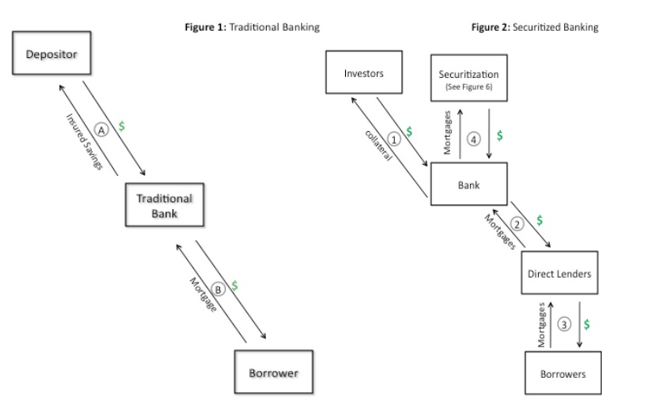 Figure 1: Traditional Banking
Depositor
Insured Savings
A
$
Traditional
Bank
Mortgage
B
$
Borrower
Figure 2: Securitized Banking
Investors
Securitization
(See Figure 6)
collateral
1
$
Mortgages
4
$
Bank
Mortgages
2
$
Direct Lenders
Mortgages
3
$
Borrowers